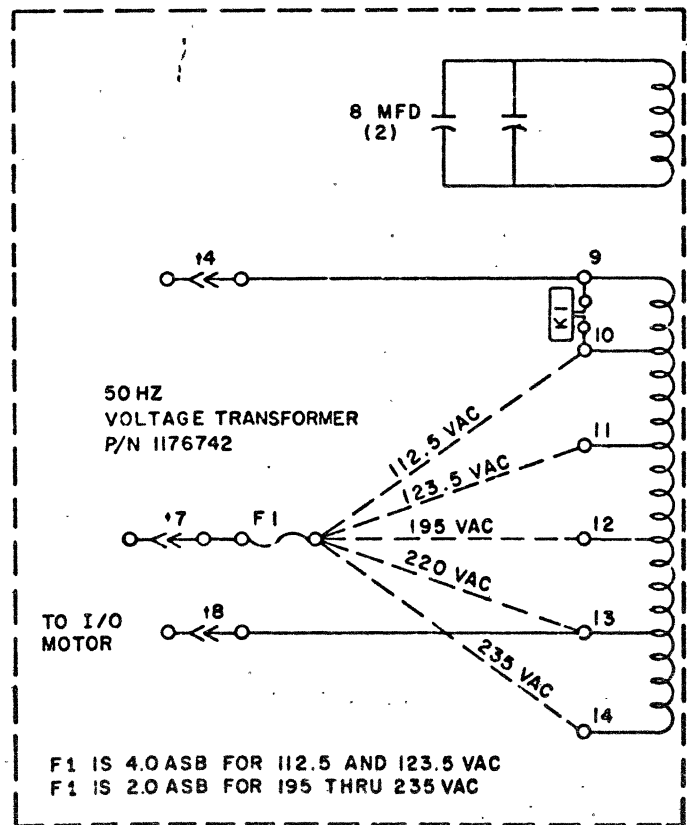 8 MFD
(2)
t4
9
K1
10
50 HZ
VOLTAGE TRANSFORMER
P/N 1176742
112.5 VAC
11
123.5 VAC
t7
F1
195 VAC
12
220 VAC
TO I/O
MOTOR
t8
13
235 VAC
14
F1 IS 4.0 ASB FOR 112.5 AND 123.5 VAC
F1 IS 2.0 ASB FOR 195 THRU 235 VAC